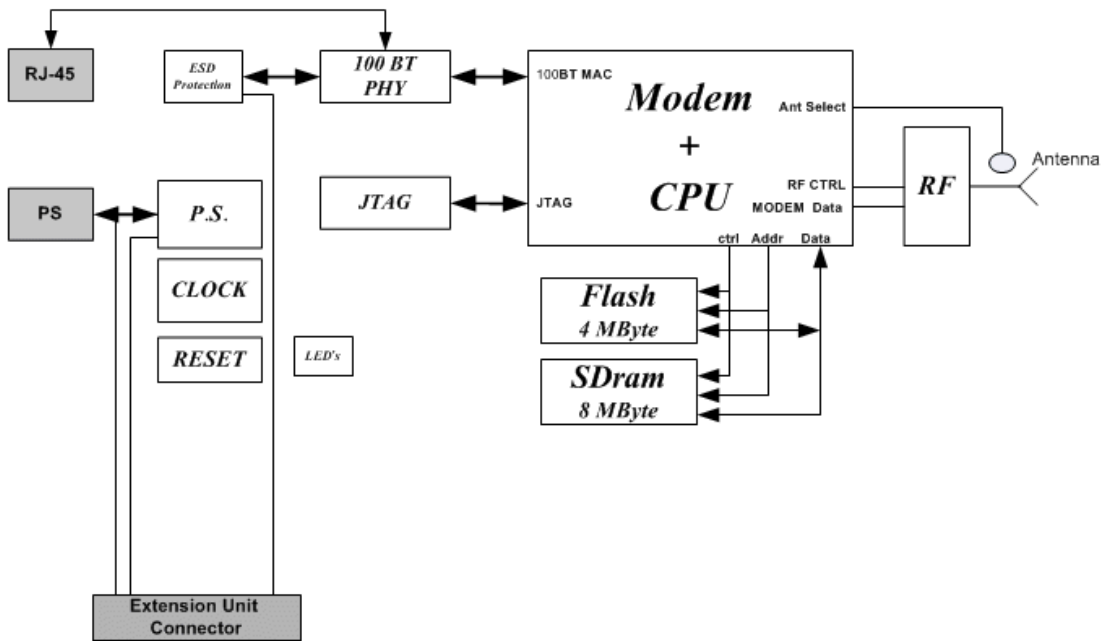 RJ-45
ESD
Protection
100 BT
PHY
100BT MAC
Modem
+
CPU
Ant Select
RF CTRL
MODEM Data
JTAG
ctrl Addr Data
RF
Antenna
PS
P.S.
JTAG
CLOCK
RESET
LED's
Flash
4 MByte
SDram
8 MByte
Extension Unit
Connector